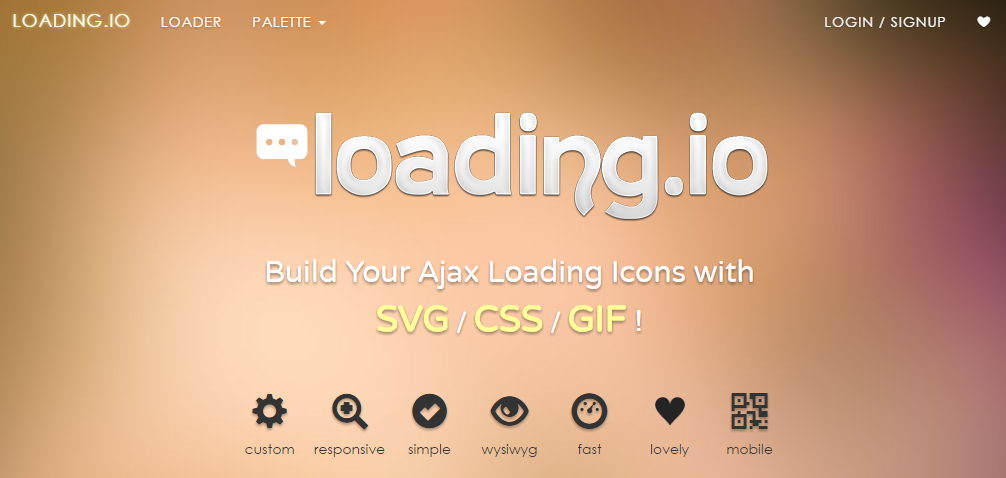 LOADING.IO LOADER PALETTE LOGIN / SIGNUP
loading.io
Build Your Ajax Loading Icons with
SVG / CSS / GIF !
custom responsive simple wysiwyg fast lovely mobile